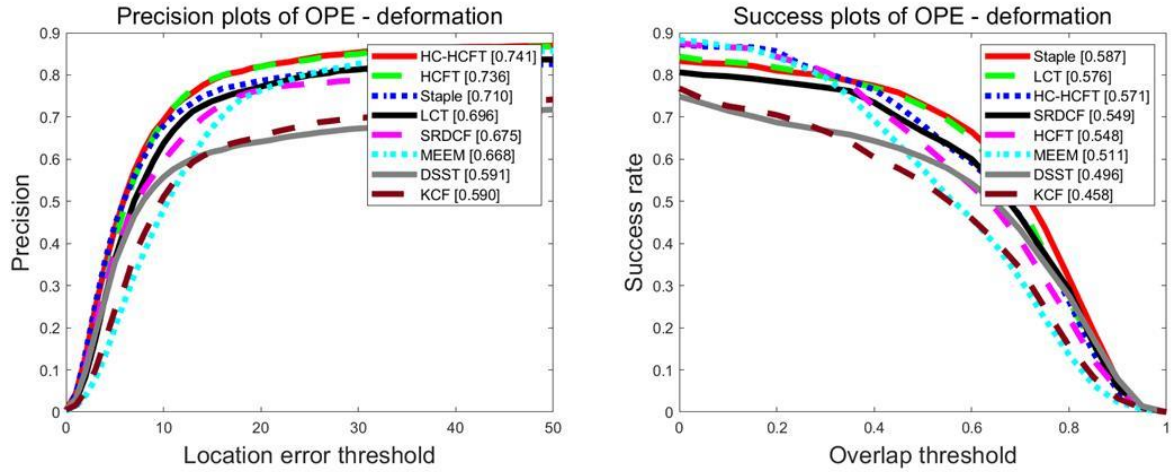 Precision plots of OPE - deformation
0.9
0.8
0.7
0.6
0.5
0.4
0.3
0.2
0.1
0
Precision
HC-HCFT [0.741]
HCFT [0.736]
Staple [0.710]
LCT [0.696]
SRDCF [0.675]
MEEM [0.668]
DSST [0.591]
KCF [0.590]
0 10 20 30 40 50
Location error threshold
Success plots of OPE - deformation
0.9
0.8
0.7
0.6
0.5
0.4
0.3
0.2
0.1
0
Success rate
Staple [0.587]
LCT [0.576]
HC-HCFT [0.571]
SRDCF [0.549]
HCFT [0.548]
MEEM [0.511]
DSST [0.496]
KCF [0.458]
0 0.2 0.4 0.6 0.8 1
Overlap threshold